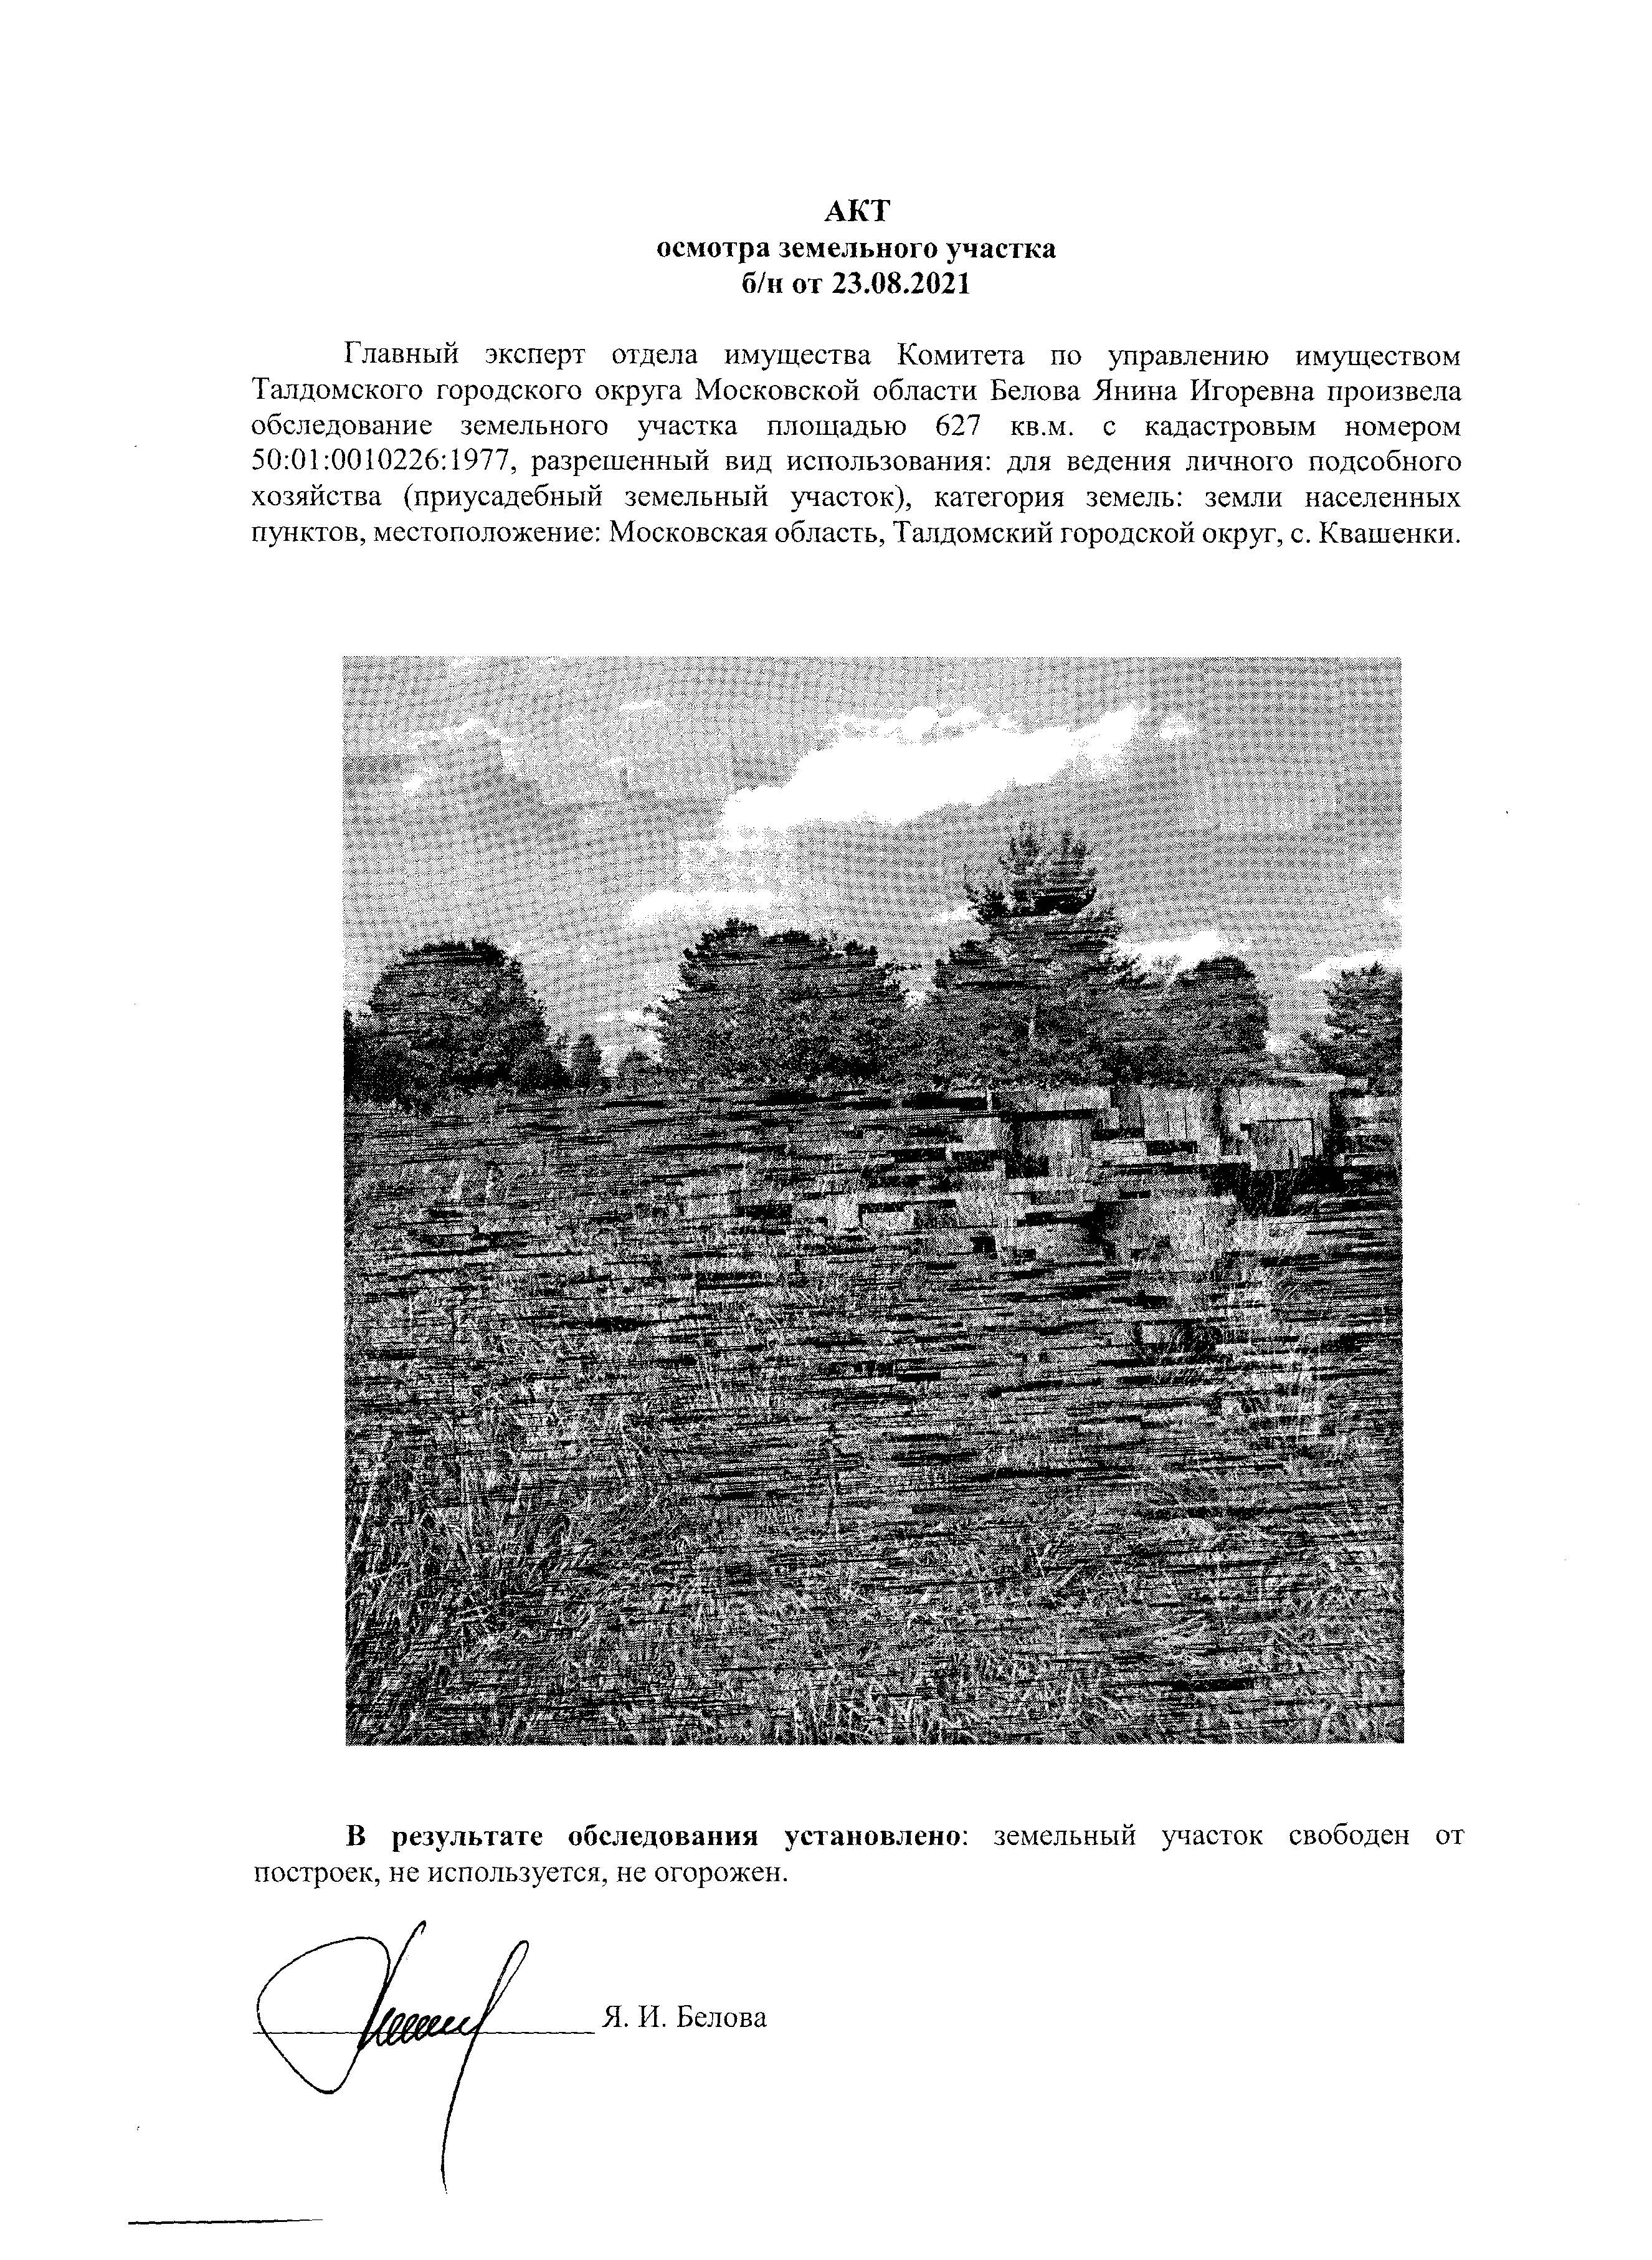 АКТ
осмотра земельного участка
б/н от 23.08.2021
Главный эксперт отдела имущества Комитета по управлению имуществом
Талдомского городского округа Московской области Белова Янина Игоревна произвела
обследование земельного участка площадью 627 кв.м. с кадастровым номером
50:01:0010226:1977, разрешенный вид использования: для ведения личного подсобного
хозяйства (приусадебный земельный участок), категория земель: земли населенных
пунктов, местоположение: Московская область, Талдомский городской округ, с. Квашенки.
В результате обследования установлено: земельный участок свободен от
построек, не используется, не огорожен.
Я. И. Белова